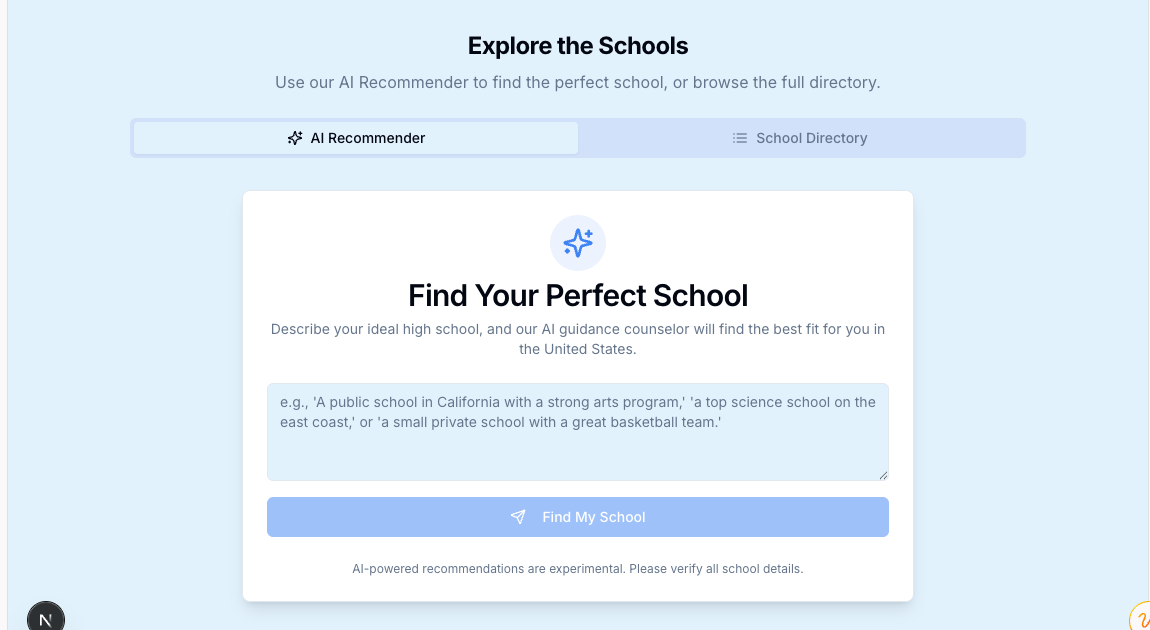 Explore the Schools
Use our AI Recommender to find the perfect school, or browse the full directory.
AI Recommender
School Directory
Find Your Perfect School
Describe your ideal high school, and our AI guidance counselor will find the best fit for you in
the United States.
e.g., 'A public school in California with a strong arts program,' 'a top science school on the
east coast,' or 'a small private school with a great basketball team.'
Find My School
AI-powered recommendations are experimental. Please verify all school details.
N